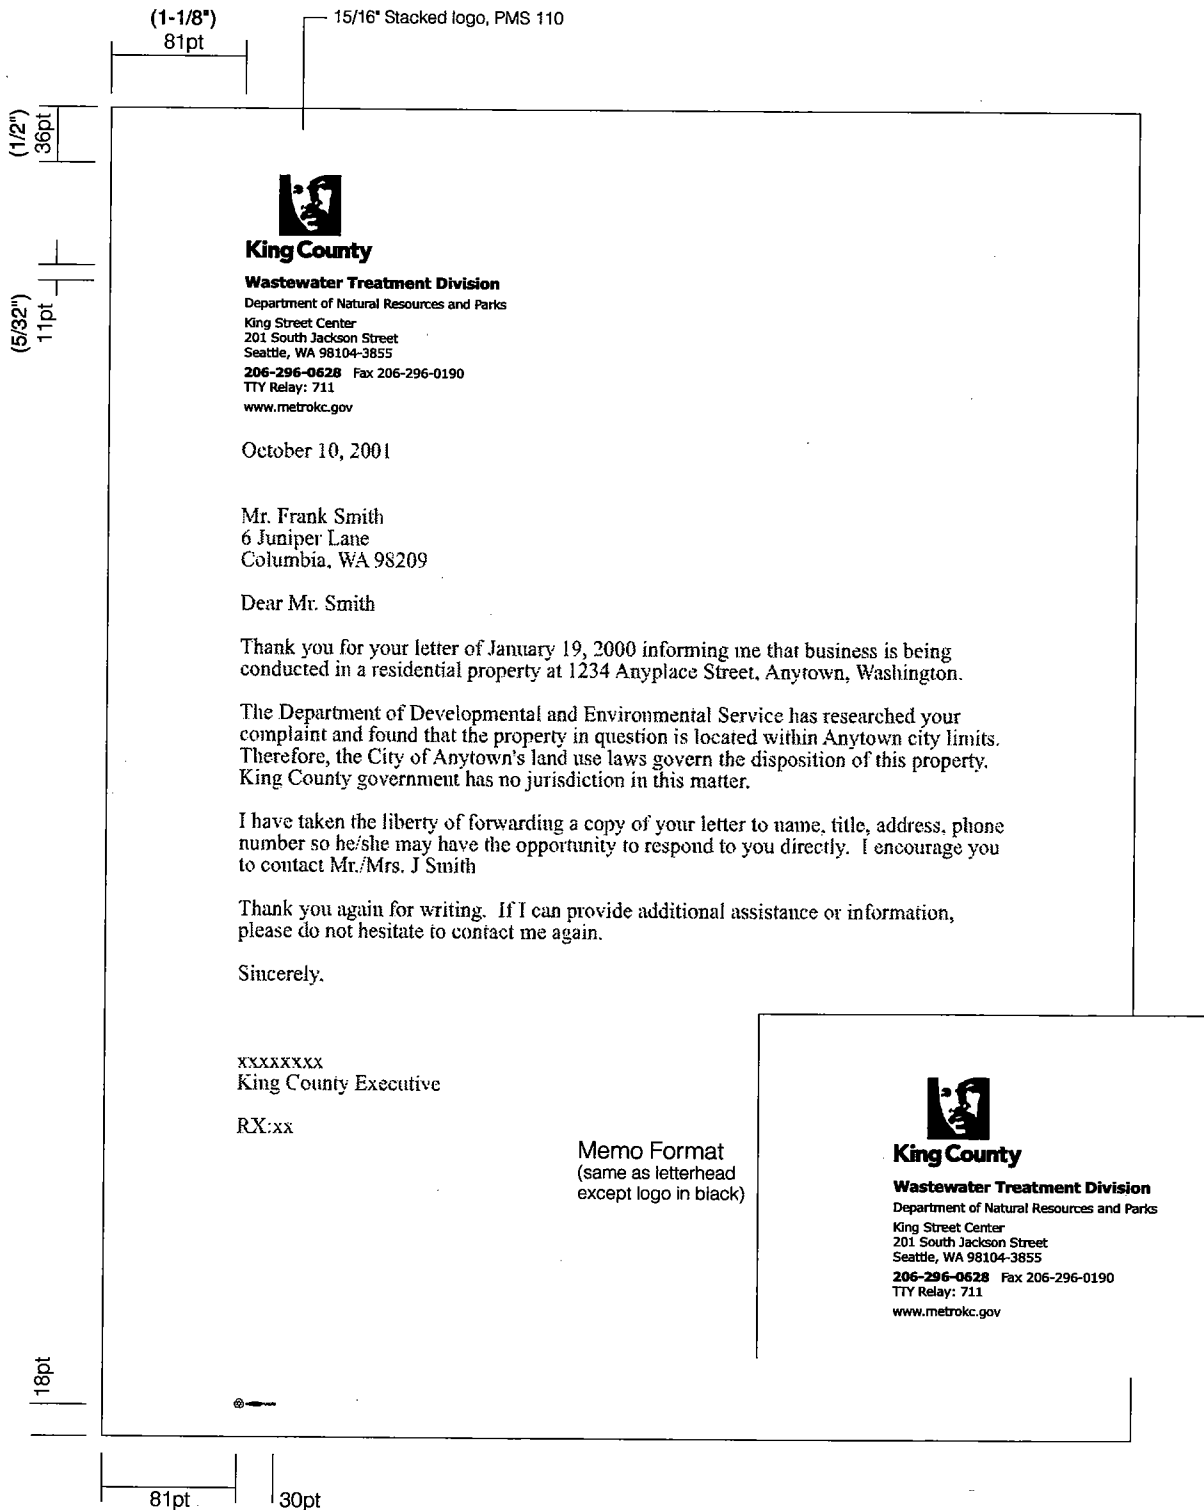 (1-1/8")
81pt
15/16" Stacked logo, PMS 110
(1/2")
36pt
King County
Wastewater Treatment Division
Department of Natural Resources and Parks
King Street Center
201 South Jackson Street
Seattle, WA 98104-3855
206-296-0628 Fax 206-296-0190
TTY Relay: 711
www.metrokc.gov
(5/32")
11pt
October 10, 2001
Mr. Frank Smith
6 Juniper Lane
Columbia, WA 98209
Dear Mr. Smith
Thank you for your letter of January 19, 2000 informing me that business is being
conducted in a residential property at 1234 Anyplace Street, Anytown, Washington.
The Department of Developmental and Environmental Service has researched your
complaint and found that the property in question is located within Anytown city limits.
Therefore, the City of Anytown's land use laws govern the disposition of this property.
King County government has no jurisdiction in this matter.
I have taken the liberty of forwarding a copy of your letter to name, title, address, phone
number so he/she may have the opportunity to respond to you directly.  I encourage you
to contact Mr./Mrs. J Smith
Thank you again for writing.  If I can provide additional assistance or information,
please do not hesitate to contact me again.
Sincerely,
xxxxxxxx
King County Executive
RX:xx
Memo Format
(same as letterhead
except logo in black)
King County
Wastewater Treatment Division
Department of Natural Resources and Parks
King Street Center
201 South Jackson Street
Seattle, WA 98104-3855
206-296-0628 Fax 206-296-0190
TTY Relay: 711
www.metrokc.gov
18pt
81pt
30pt